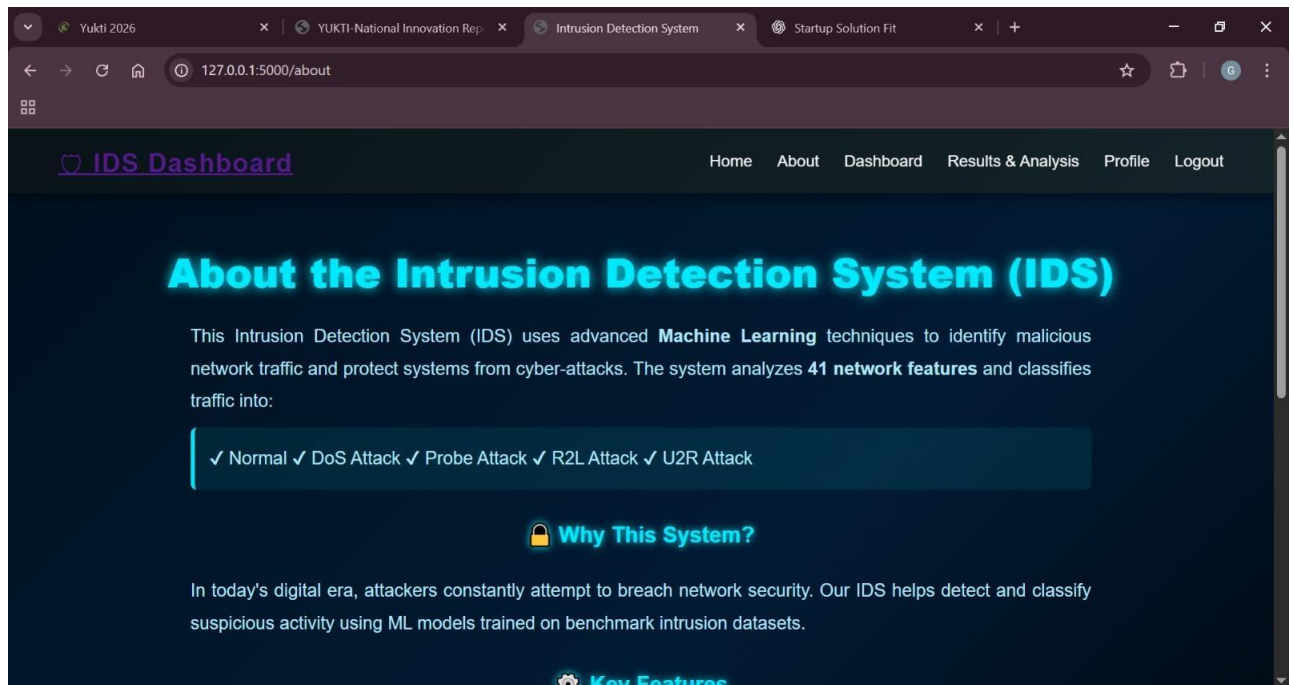 Yukti 2026
YUKTI-National Innovation Rep
Intrusion Detection System
Startup Solution Fit
127.0.0.1:5000/about
G
IDS Dashboard
Home About Dashboard Results & Analysis Profile Logout
About the Intrusion Detection System (IDS)
This Intrusion Detection System (IDS) uses advanced Machine Learning techniques to identify malicious
network traffic and protect systems from cyber-attacks. The system analyzes 41 network features and classifies
traffic into:
✓ Normal ✓ DoS Attack ✓ Probe Attack ✓ R2L Attack ✓ U2R Attack
Why This System?
In today's digital era, attackers constantly attempt to breach network security. Our IDS helps detect and classify
suspicious activity using ML models trained on benchmark intrusion datasets.
Key Features